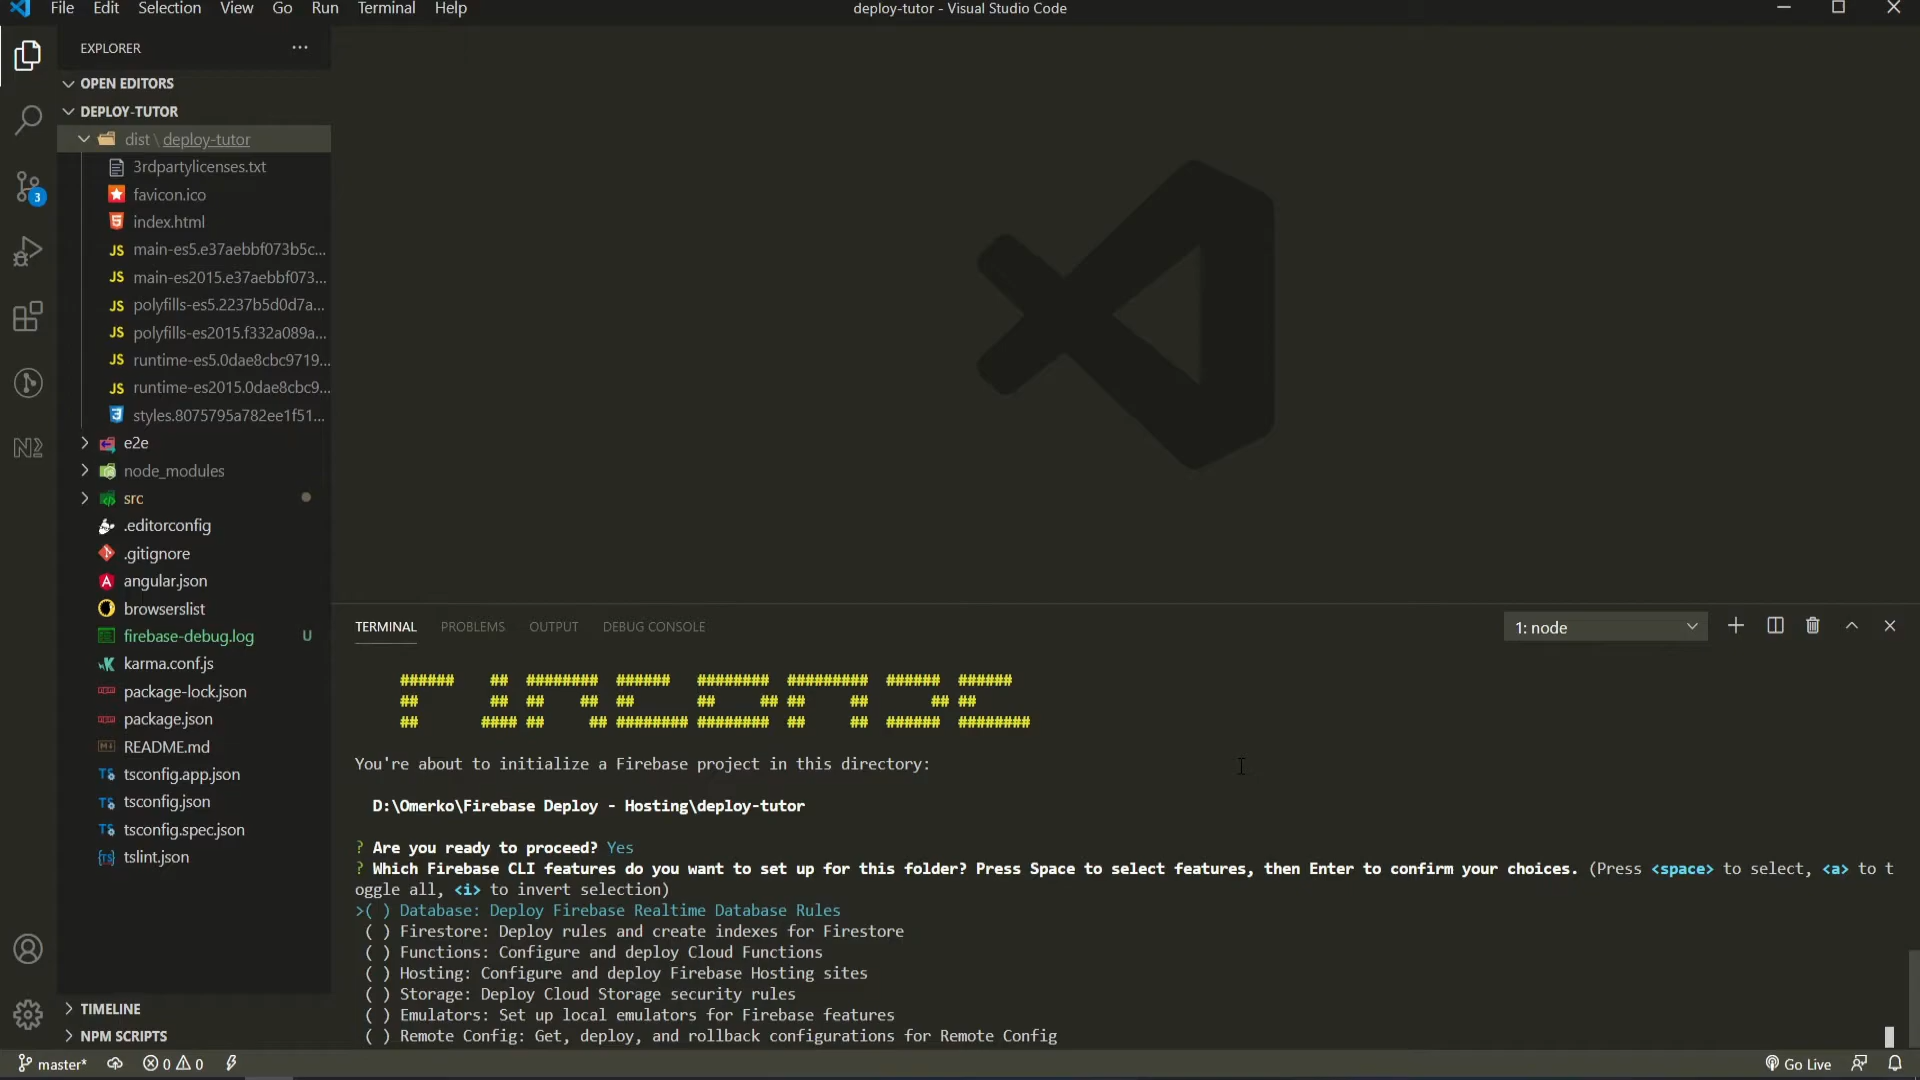 File Edit Selection View Go Run Terminal Help
deploy-tutor - Visual Studio Code
EXPLORER
OPEN EDITORS
DEPLOY-TUTOR
dist \ deploy-tutor
3rdpartylicenses.txt
favicon.ico
index.html
main-es5.e37aebbf073b5c...
main-es2015.e37aebbf073...
polyfills-es5.2237b5d0d7a...
polyfills-es2015.f332a089a...
runtime-es5.0dae8cbc9719...
runtime-es2015.0dae8cbc9...
styles.8075795a782ee1f51...
e2e
node_modules
src
.editorconfig
.gitignore
angular.json
browserslist
firebase-debug.log U
karma.conf.js
package-lock.json
package.json
README.md
tsconfig.app.json
tsconfig.json
tsconfig.spec.json
tslint.json
TIMELINE
NPM SCRIPTS
3
TERMINAL PROBLEMS OUTPUT DEBUG CONSOLE
1: node
###### ## ######## ###### ######## ######### ###### ######
## ## ## ## ## ## ## ## ## ## ##
## #### ## ## ######## ######## ## ## ###### ########
You're about to initialize a Firebase project in this directory:
D:\Omerko\Firebase Deploy - Hosting\deploy-tutor
? Are you ready to proceed? Yes
? Which Firebase CLI features do you want to set up for this folder? Press Space to select features, then Enter to confirm your choices. (Press <space> to select, <a> to t
oggle all, <i> to invert selection)
>( ) Database: Deploy Firebase Realtime Database Rules
( ) Firestore: Deploy rules and create indexes for Firestore
( ) Functions: Configure and deploy Cloud Functions
( ) Hosting: Configure and deploy Firebase Hosting sites
( ) Storage: Deploy Cloud Storage security rules
( ) Emulators: Set up local emulators for Firebase features
( ) Remote Config: Get, deploy, and rollback configurations for Remote Config
master* 0 0
Go Live